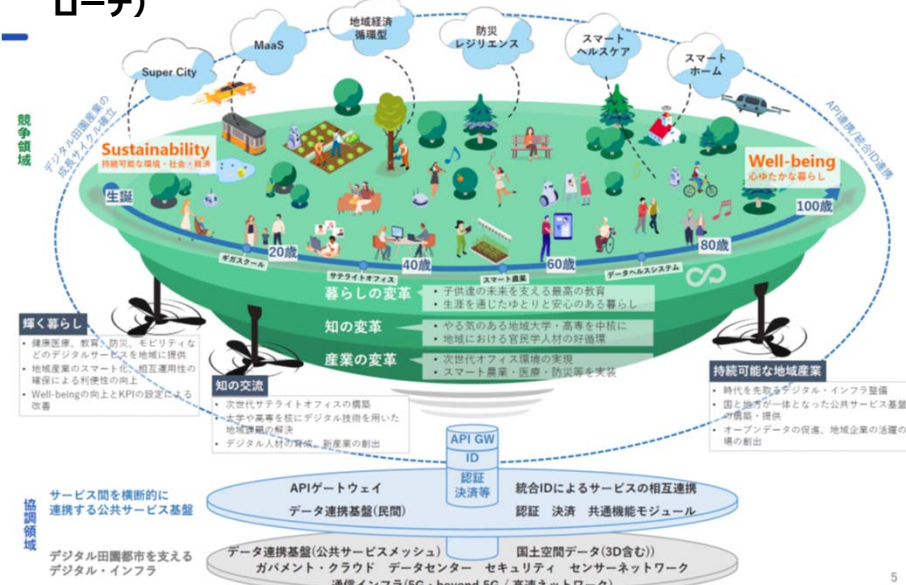 ローチ）
Super City
MaaS
地域経済
循環型
防災
レジリエンス
スマート
ヘルスケア
スマート
ホーム
競争領域
デジタル田園産業の
成長サイクル確立
API連携/統合ID連携
Sustainability
持続可能な環境・社会・経済
Well-being
心ゆたかな暮らし
生誕
20歳
40歳
60歳
80歳
100歳
ギガスクール
サテライトオフィス
スマート農業
データヘルスシステム
暮らしの変革
• 子供達の未来を支える最高の教育
• 生涯を通じたゆとりと安心のある暮らし
知の変革
• やる気のある地域大学・高専を中核に
• 地域における官民学人材の好循環
産業の変革
• 次世代オフィス環境の実現
• スマート農業・医療・防災等を実装
輝く暮らし
• 健康医療、教育、防災、モビリティな
どのデジタルサービスを地域に提供
• 地域産業のスマート化、相互運用性の
確保による利便性の向上
• Well-beingの向上とKPIの設定による
改善
知の交流
• 次世代サテライトオフィスの構築
• 大学や高専を核にデジタル技術を用いた
地域課題の解決
• デジタル人材の育成、新産業の創出
持続可能な地域産業
• 時代を先取るデジタル・インフラ整備
• 国と地方が一体となった公共サービス基盤
の構築・提供
• オープンデータの促進、地域企業の活躍の
場の創出
API GW
ID
認証
決済等
協調領域
サービス間を横断的に
連携する公共サービス基盤
APIゲートウェイ
統合IDによるサービスの相互連携
データ連携基盤(民間)
認証 決済 共通機能モジュール
デジタル田園都市を支える
デジタル・インフラ
データ連携基盤(公共サービスメッシュ)
国土空間データ(3D含む))
ガバメント・クラウド データセンター セキュリティ センサーネットワーク
通信インフラ(5G・beyond 5G / 高速ネットワーク)
5